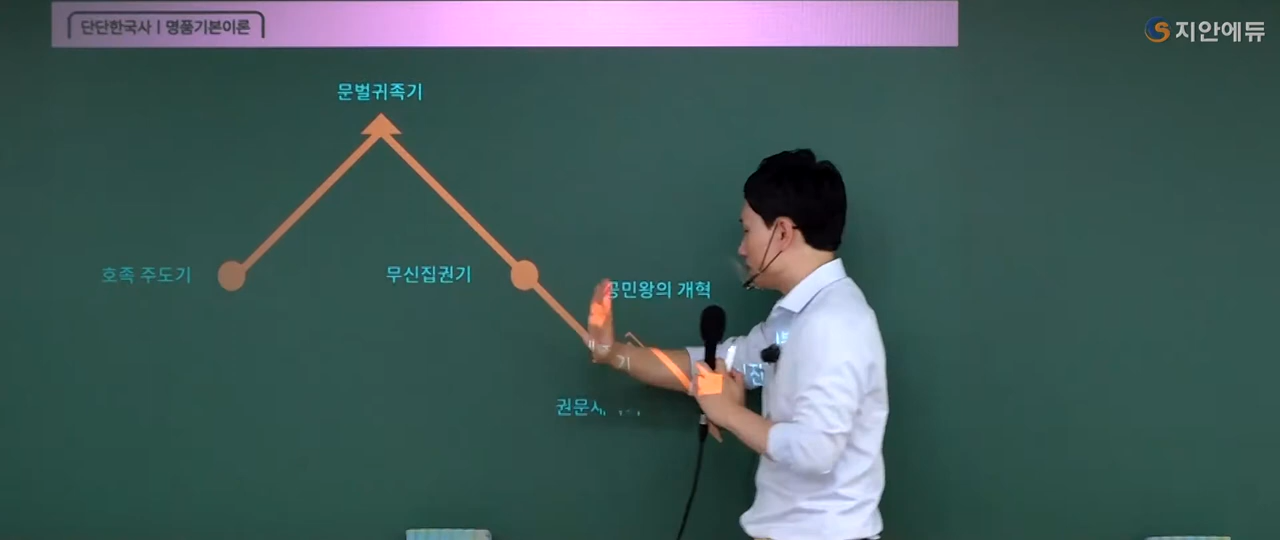 단단한국사 | 명품기본이론
지안에듀
문벌귀족기
호족 주도기
무신집권기
공민왕의 개혁